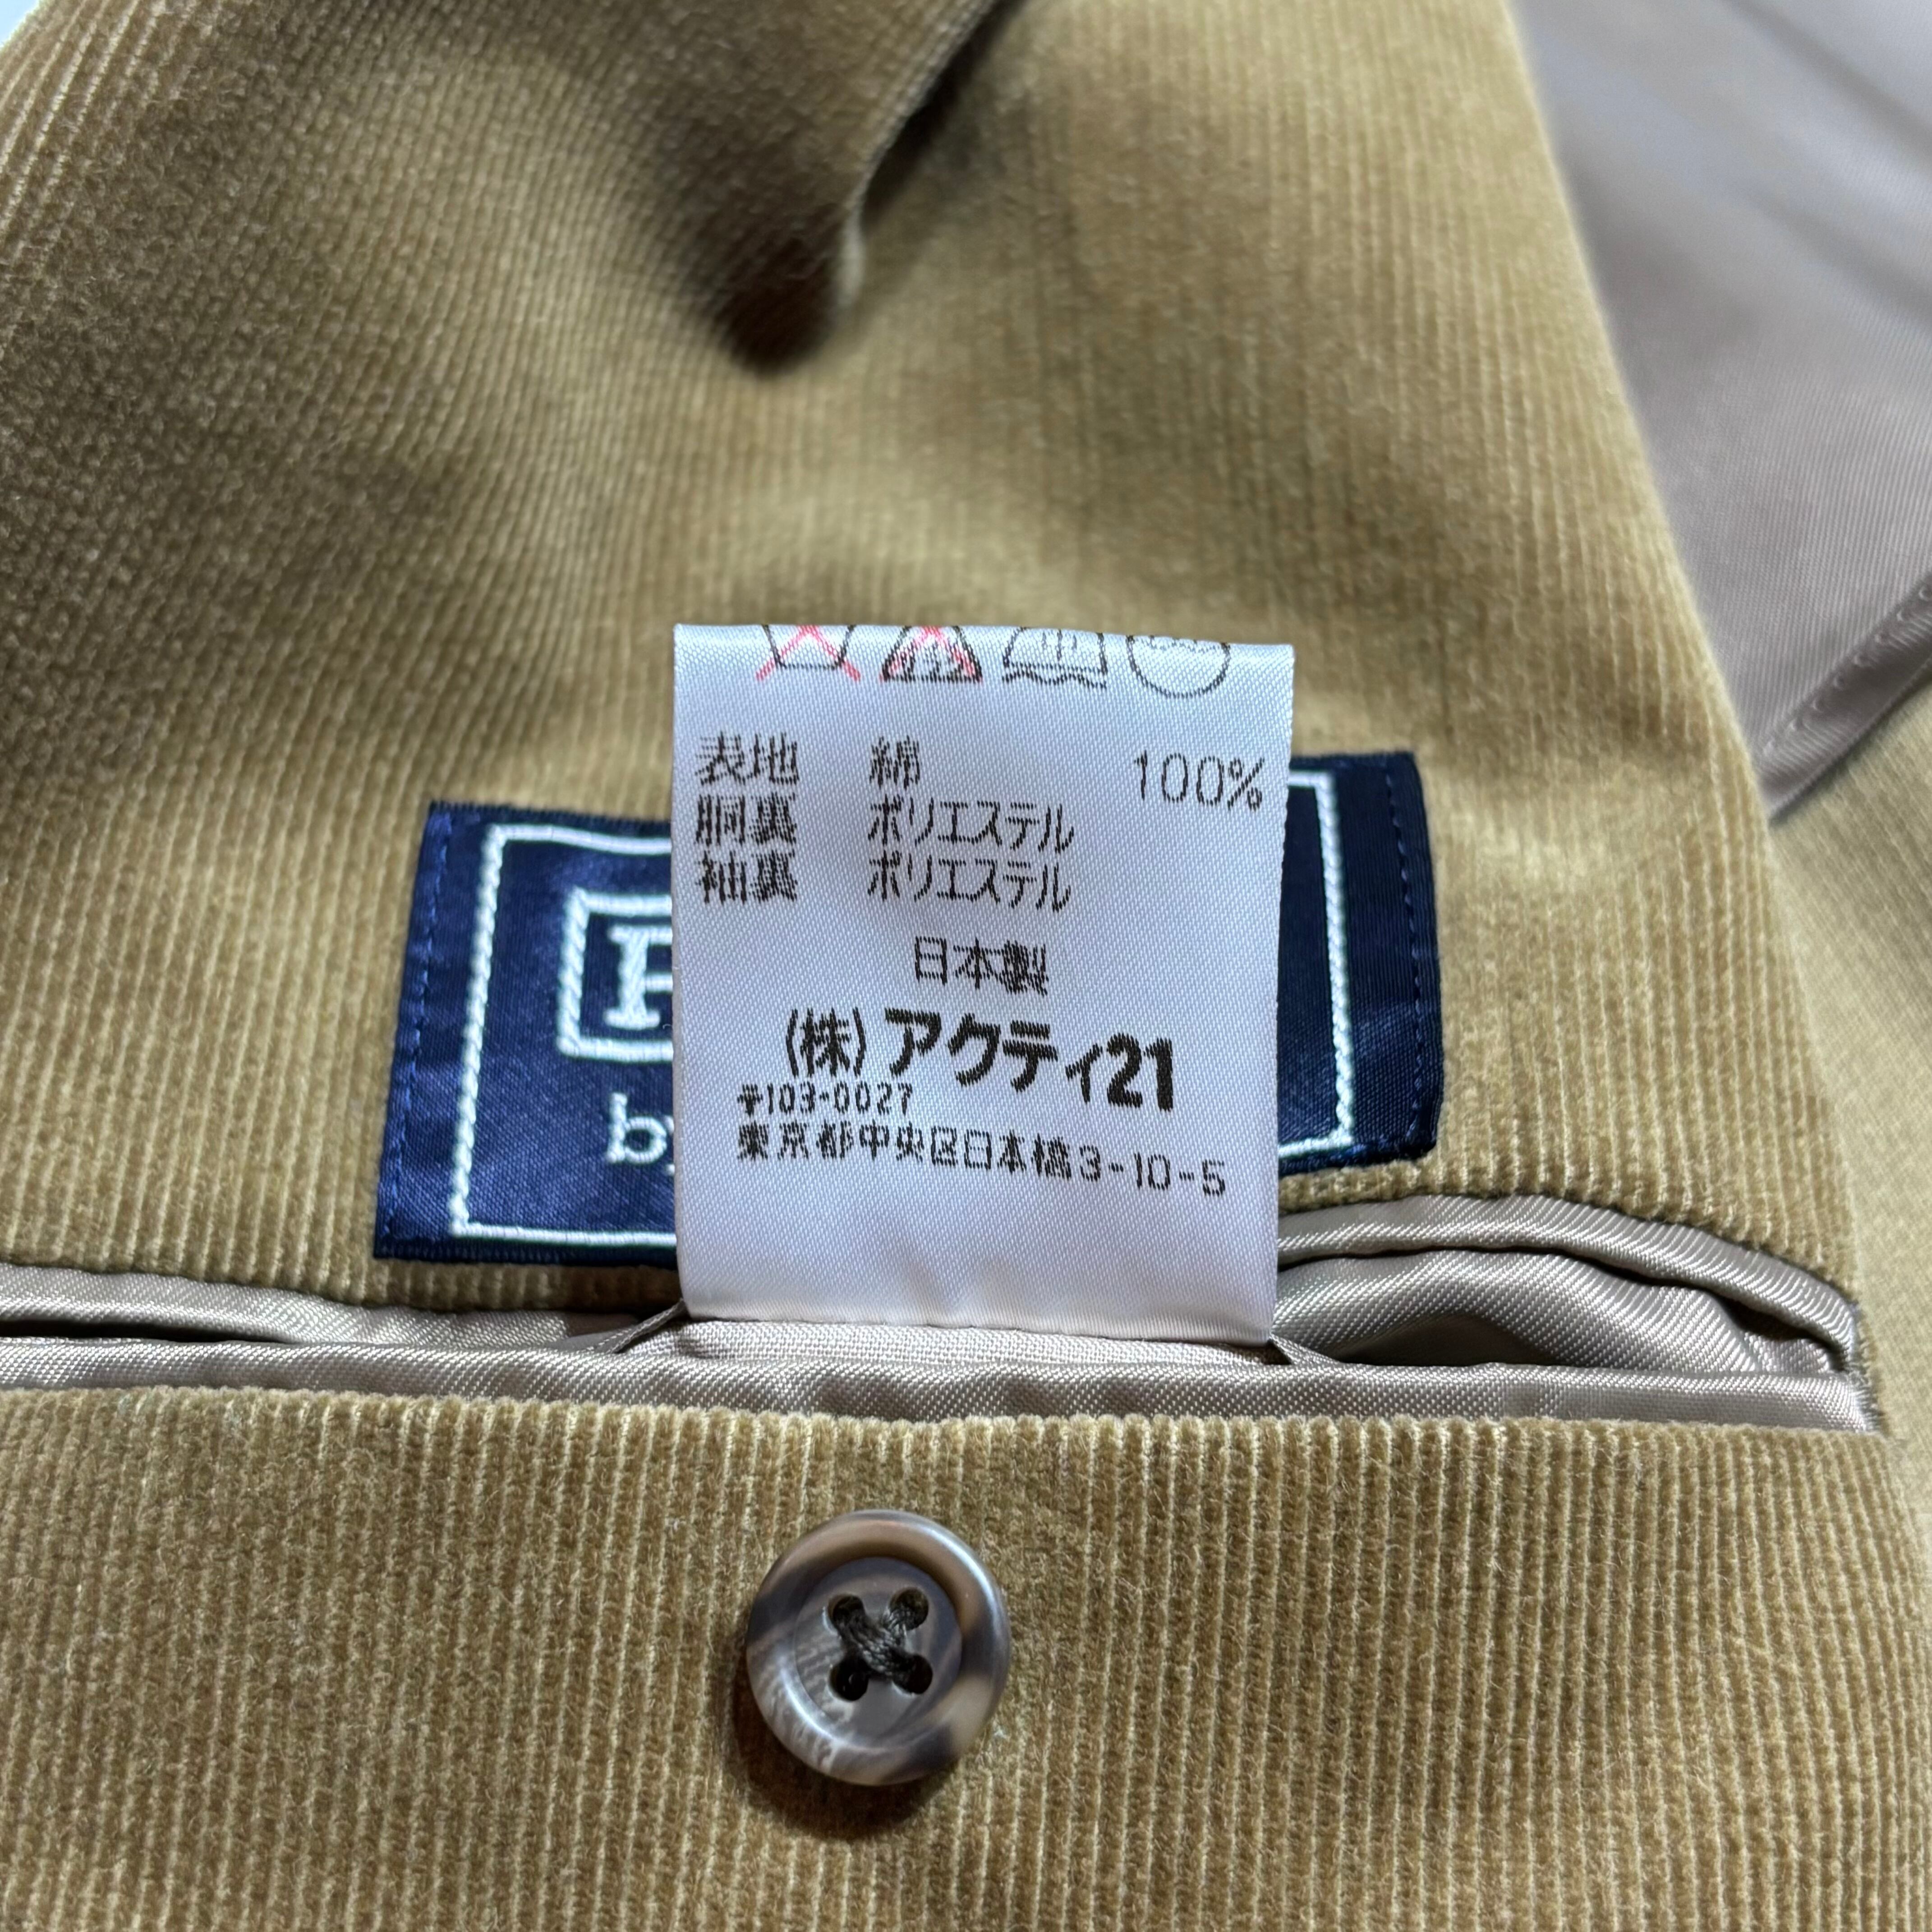 表地 綿 100%
胴裏 ポリエステル
袖裏 ポリエステル
日本製
(株)アクティ21
〒103-0027
東京都中央区日本橋3-10-5
by